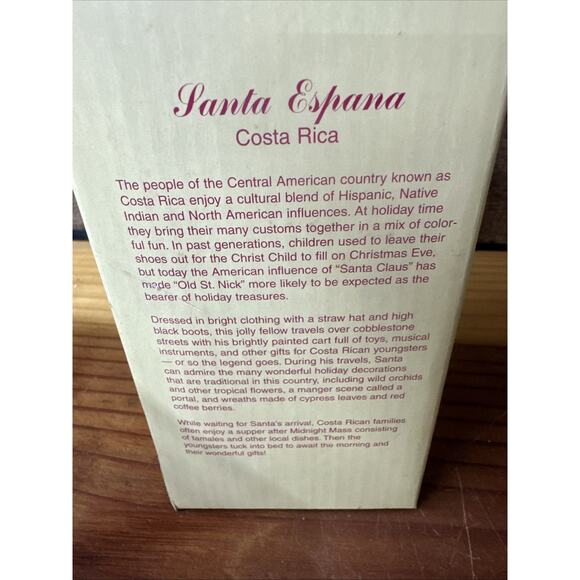 Santa Espana
Costa Rica
The people of the Central American country known as
Costa Rica enjoy a cultural blend of Hispanic, Native
Indian and North American influences. At holiday time
they bring their many customs together in a mix of color-
ful fun. In past generations, children used to leave their
shoes out for the Christ Child to fill on Christmas Eve,
but today the American influence of "Santa Claus" has
made "Old St. Nick" more likely to be expected as the
bearer of holiday treasures.
Dressed in bright clothing with a straw hat and high
black boots, this jolly fellow travels over cobblestone
streets with his brightly painted cart full of toys, musical
instruments, and other gifts for Costa Rican youngsters
— or so the legend goes. During his travels, Santa
can admire the many wonderful holiday decorations
that are traditional in this country, including wild orchids
and other tropical flowers, a manger scene called a
portal, and wreaths made of cypress leaves and red
coffee berries.
While waiting for Santa's arrival, Costa Rican families
often enjoy a supper after Midnight Mass consisting
of tamales and other local dishes. Then the
youngsters tuck into bed to await the morning and
their wonderful gifts!